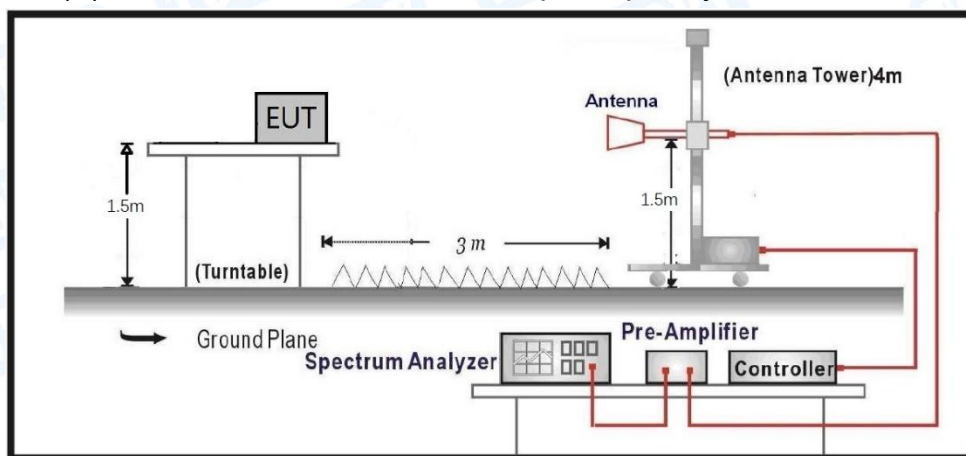 (Antenna Tower)4m
Antenna
EUT
1.5m
1.5m
3 m
(Turntable)
Ground Plane
Pre-Amplifier
Spectrum Analyzer
Controller